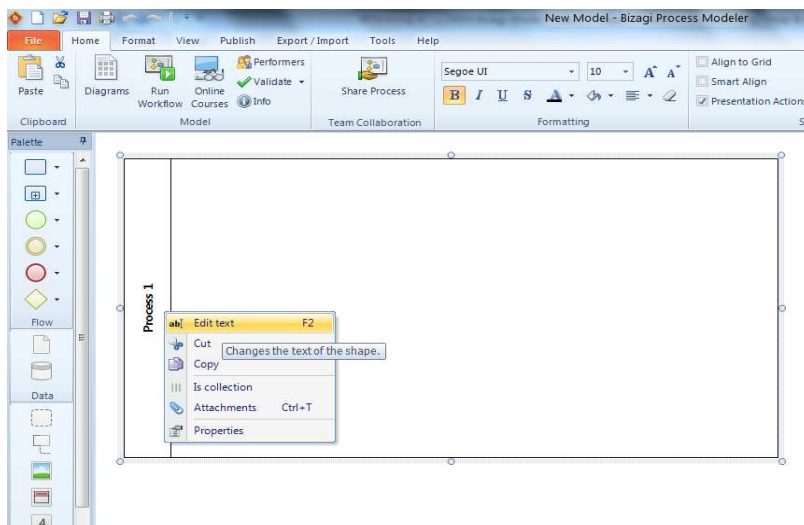 New Model - Bizagi Process Modeler
File Home Format View Publish Export / Import Tools Help
Paste
Diagrams
Run Workflow
Online Courses
Performers
Validate
Info
Share Process
Segoe UI
10
A A
B I U S A
Align to Grid
Smart Align
Presentation Action
Clipboard
Model
Team Collaboration
Formatting
Palette
Flow
Data
Process 1
ab Edit text F2
Cut
Changes the text of the shape.
Copy
Is collection
Attachments Ctrl+T
Properties